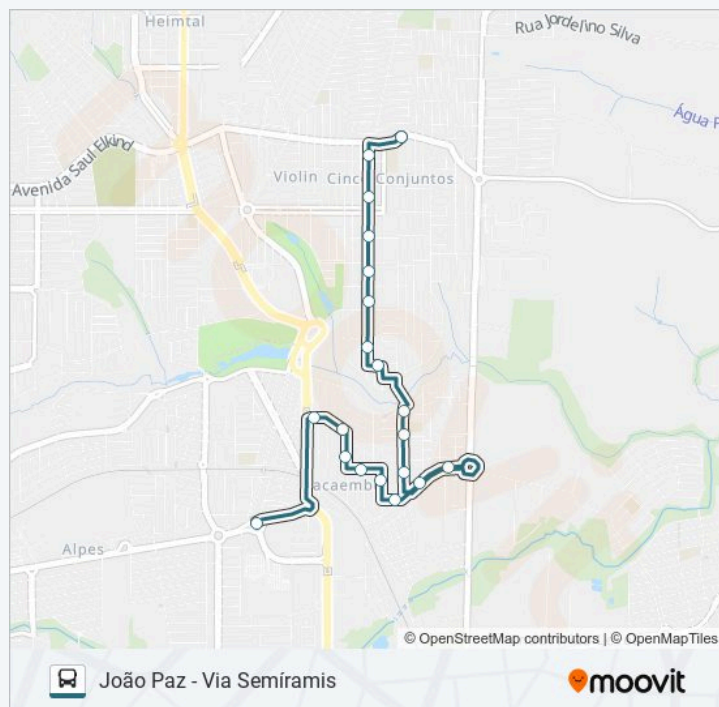 Heimtal
Rua Jordelino Silva
Água F
Avenida Saul Elkind
Violin
Cinco Conjuntos
acaemb
Alpes
© OpenStreetMap contributors | © OpenMapTiles
João Paz - Via Semíramis
moovit